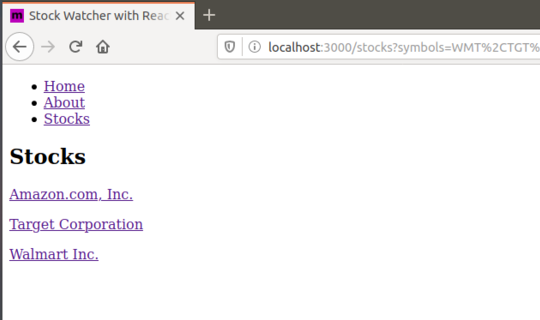 m Stock Watcher with Reac
localhost:3000/stocks?symbols=WMT%2CTGT%
Home
About
Stocks
Stocks
Amazon.com, Inc.
Target Corporation
Walmart Inc.